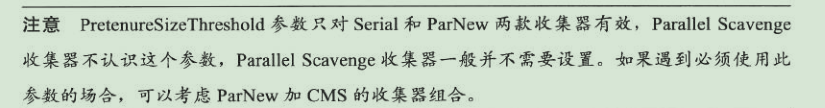 注意 PretenureSizeThreshold 参数只对 Serial 和 ParNew 两款收集器有效，Parallel Scavenge
收集器不认识这个参数，Parallel Scavenge 收集器一般并不需要设置。如果遇到必须使用此
参数的场合，可以考虑 ParNew 加 CMS 的收集器组合。